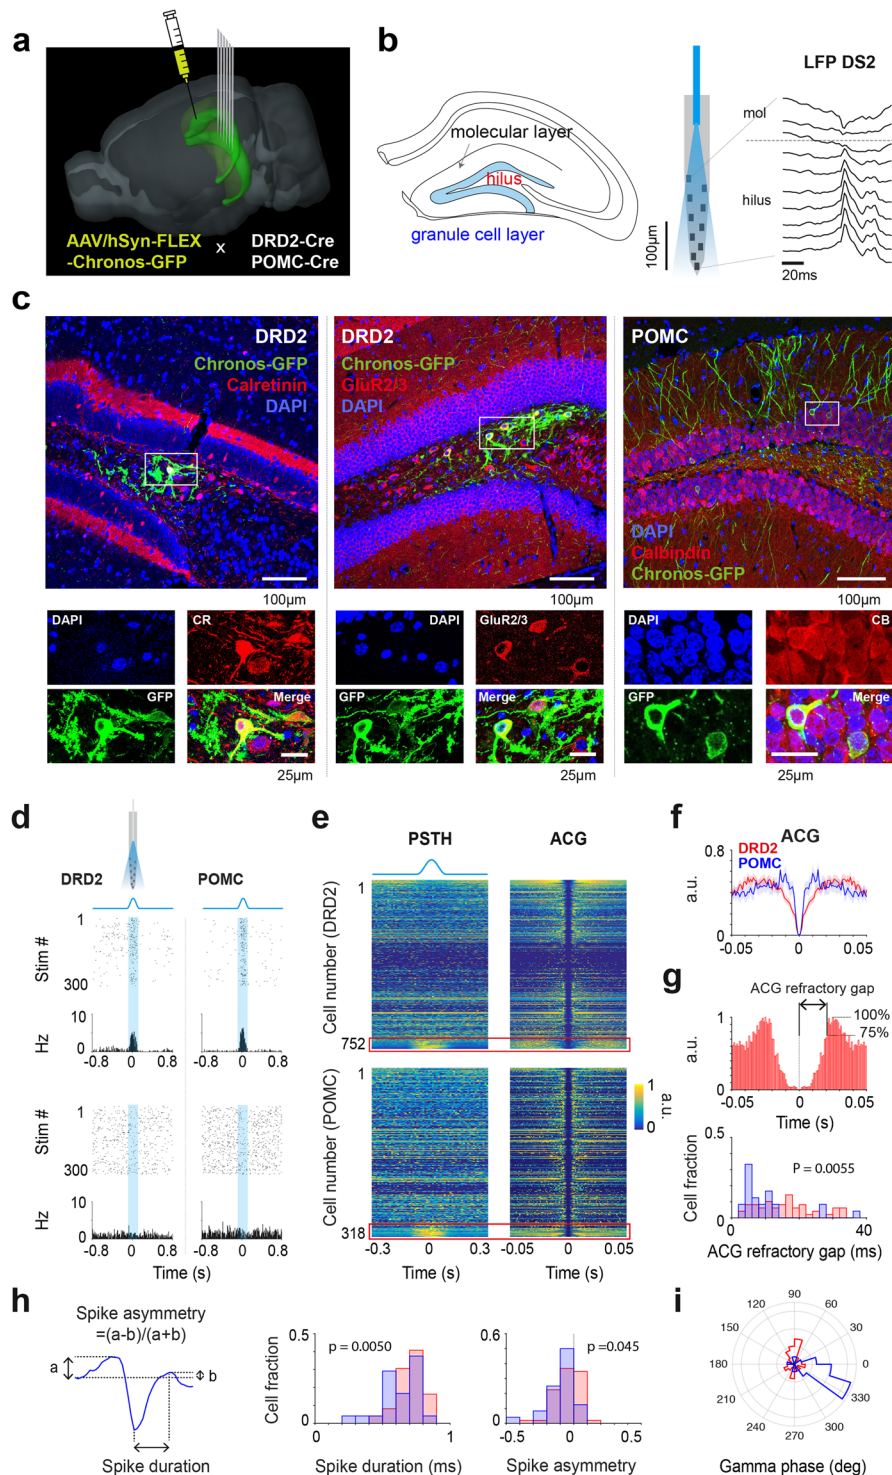 a
AAV/hSyn-FLEX
-Chronos-GFP
x
DRD2-Cre
POMC-Cre
b
LFP DS2
molecular layer
hilus
granule cell layer
mol
hilus
100µm
20ms
c
DRD2
Chronos-GFP
Calretinin
DAPI
100µm
DRD2
Chronos-GFP
GluR2/3
DAPI
100µm
POMC
DAPI
Calbindin
Chronos-GFP
100µm
DAPI
CR
GFP
Merge
25µm
DAPI
GluR2/3
GFP
Merge
25µm
DAPI
CB
GFP
Merge
25µm
d
DRD2
POMC
Stim #
1
300
Hz
10
0
-0.8 0 0.8
-0.8 0 0.8
Stim #
1
300
Hz
10
0
-0.8 0 0.8
-0.8 0 0.8
Time (s)
e
PSTH
ACG
Cell number (DRD2)
1
752
Cell number (POMC)
1
318
1
0
a.u.
-0.3 0 0.3
-0.05 0 0.05
Time (s)
f
ACG
DRD2
POMC
a.u.
0.8
0
-0.05 0 0.05
g
ACG refractory gap
100%
75%
a.u.
1
0
-0.05 0 0.05
Time (s)
Cell fraction
0.5
0
P = 0.0055
0 40
ACG refractory gap (ms)
h
Spike asymmetry
=(a-b)/(a+b)
a
b
Spike duration
Cell fraction
0.5
0
p = 0.0050
0 1
Spike duration (ms)
0.6
0
p =0.045
-0.5 0 0.5
Spike asymmetry
i
90
120 60
150 30
180 0
210 330
240 300
270
Gamma phase (deg)